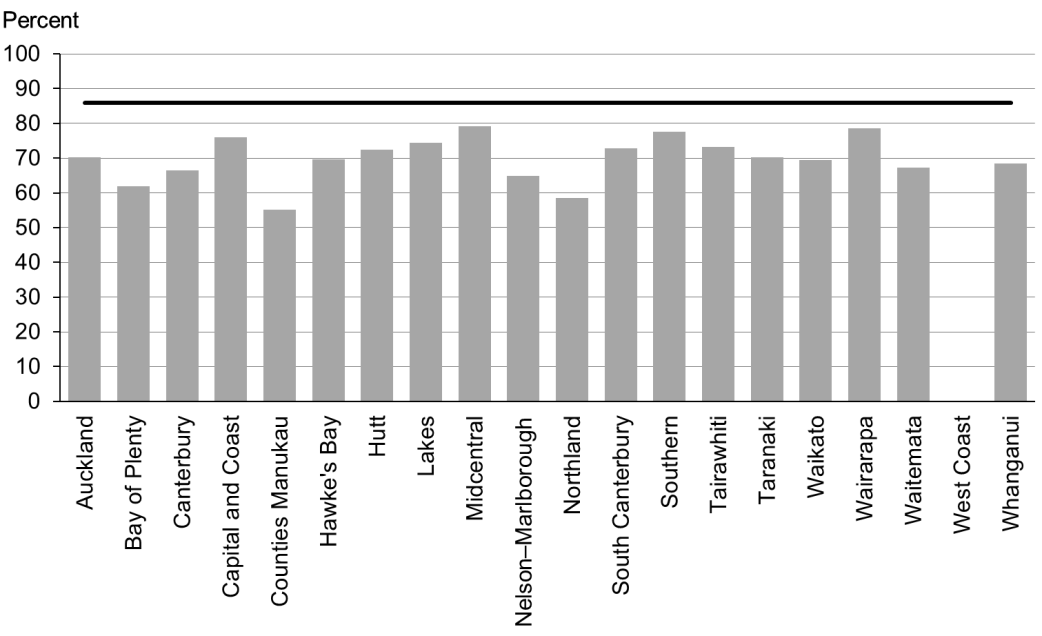 Percent
100
90
80
70
60
50
40
30
20
10
0
Auckland
Bay of Plenty
Canterbury
Capital and Coast
Counties Manukau
Hawke's Bay
Hutt
Lakes
Midcentral
Nelson–Marlborough
Northland
South Canterbury
Southern
Tairawhiti
Taranaki
Waikato
Wairarapa
Waitemata
West Coast
Whanganui